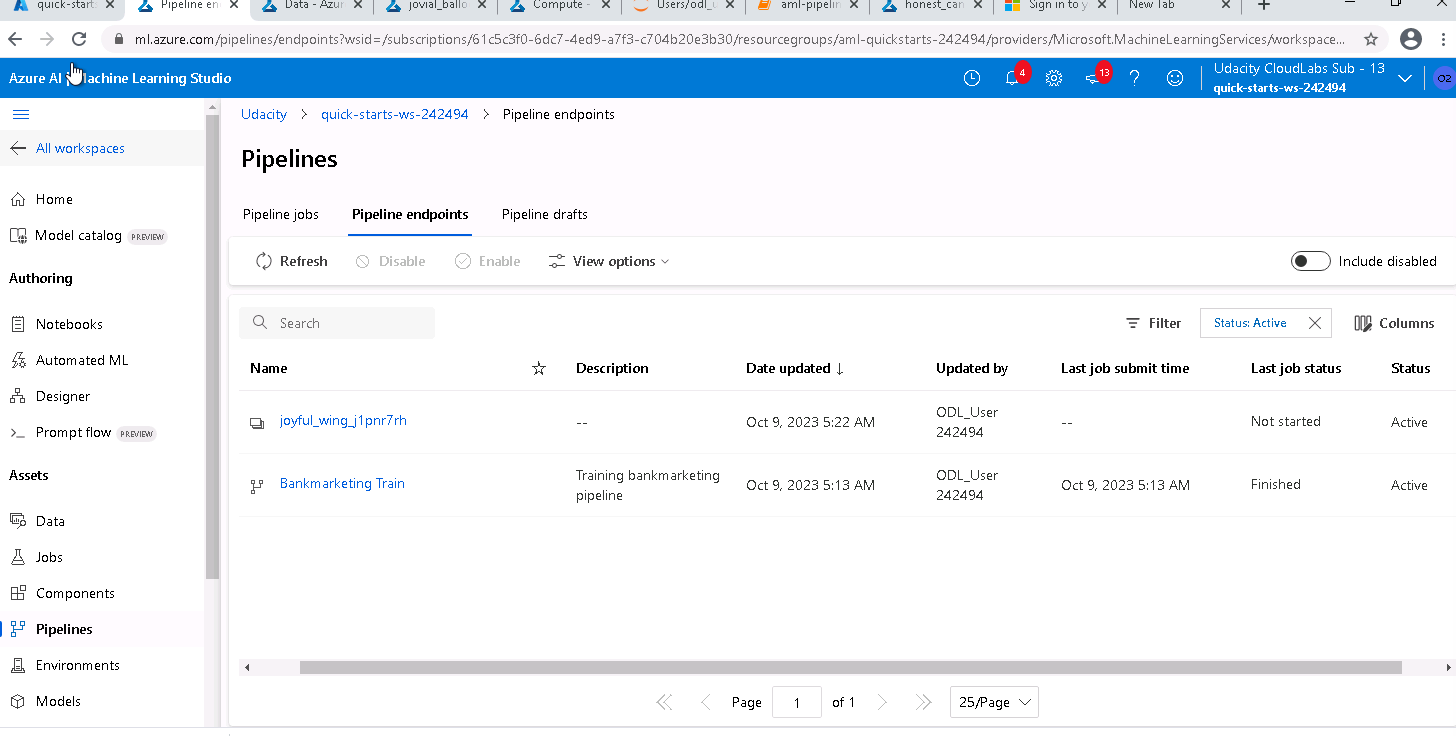 quick-start
Pipeline en
Data - Azur
jovial_ballo
Compute -
Users/odl_u
aml-pipelin
honest_can
Sign in to y
New Tab
ml.azure.com/pipelines/endpoints?wsid=/subscriptions/61c5c3f0-6dc7-4ed9-a7f3-c704b20e3b30/resourcegroups/aml-quickstarts-242494/providers/Microsoft.MachineLearningServices/workspace...
Azure AI | Machine Learning Studio
4
13
Udacity CloudLabs Sub - 13
quick-starts-ws-242494
O2
Udacity > quick-starts-ws-242494 > Pipeline endpoints
All workspaces
Home
Model catalog PREVIEW
Authoring
Notebooks
Automated ML
Designer
Prompt flow PREVIEW
Assets
Data
Jobs
Components
Pipelines
Environments
Models
Pipelines
Pipeline jobs Pipeline endpoints Pipeline drafts
Refresh Disable Enable View options Include disabled
Search Filter Status: Active Columns
Name Description Date updated ↓ Updated by Last job submit time Last job status Status
joyful_wing_j1pnr7rh -- Oct 9, 2023 5:22 AM ODL_User 242494 -- Not started Active
Bankmarketing Train Training bankmarketing pipeline Oct 9, 2023 5:13 AM ODL_User 242494 Oct 9, 2023 5:13 AM Finished Active
Page 1 of 1 25/Page